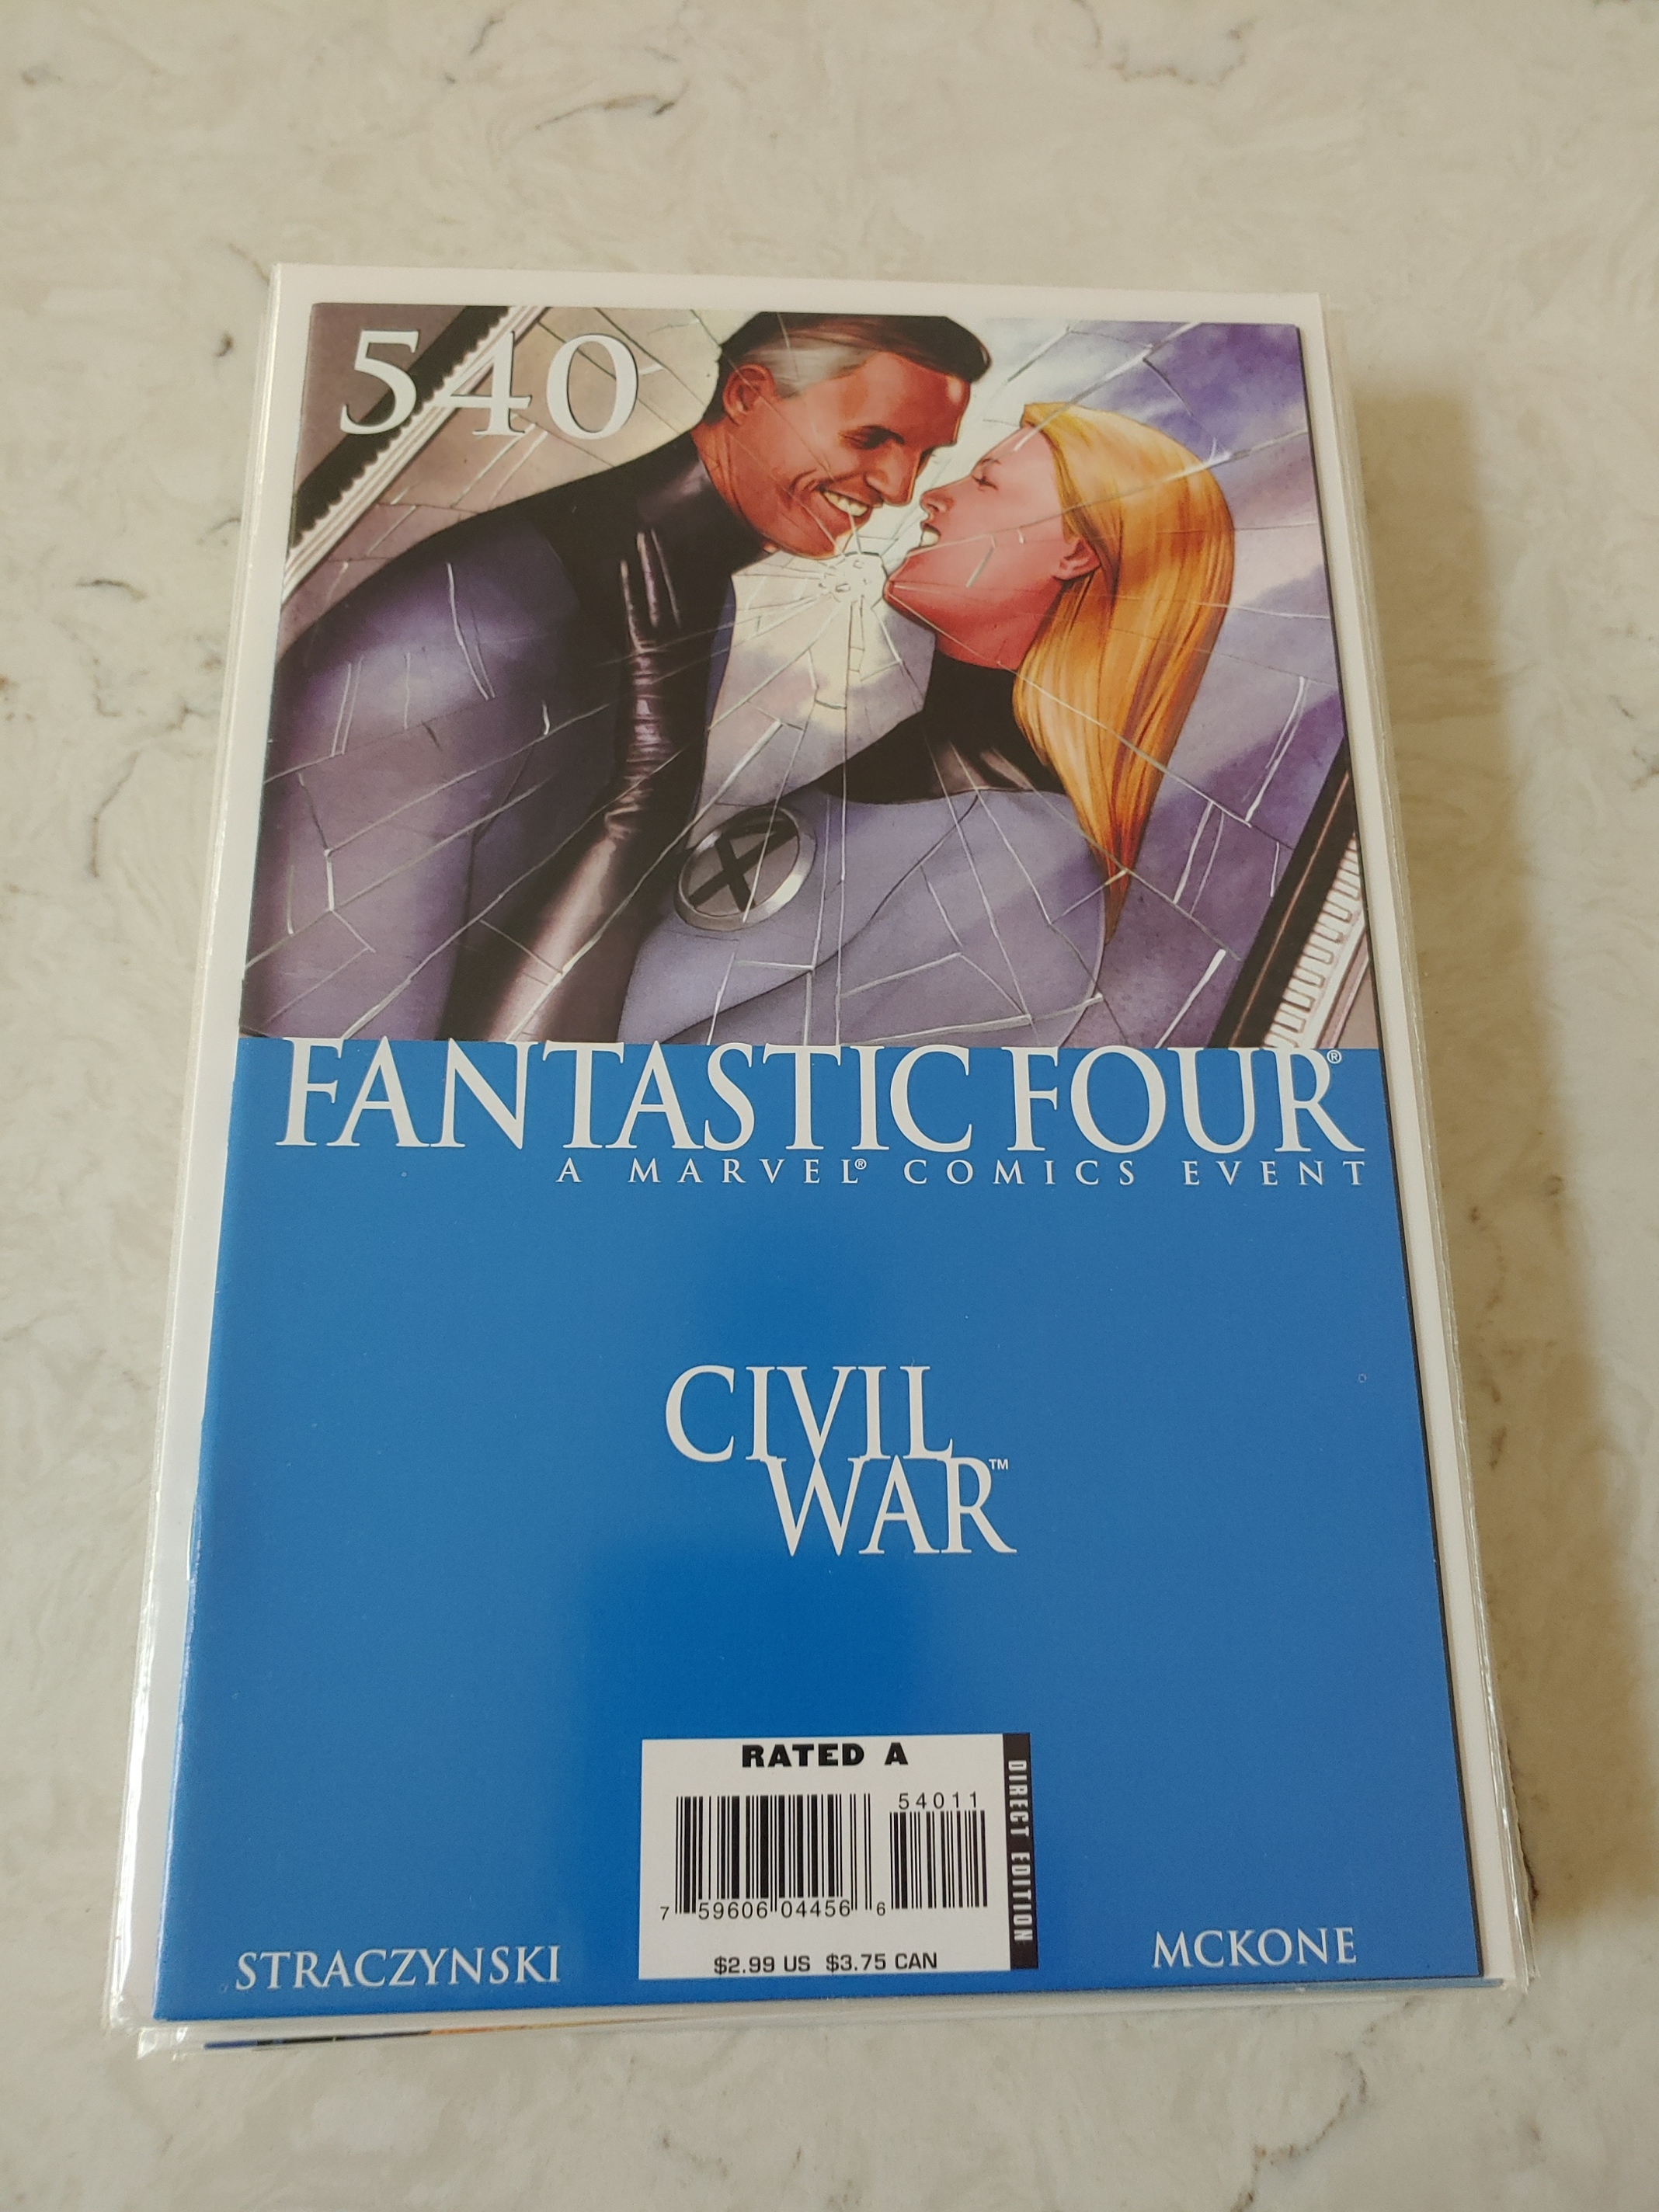 540
FANTASTIC FOUR®
A MARVEL® COMICS EVENT
CIVIL
WAR™
RATED A
54011
7 59606 04456 6
DIRECT EDITION
$2.99 US $3.75 CAN
STRACZYNSKI
MCKONE